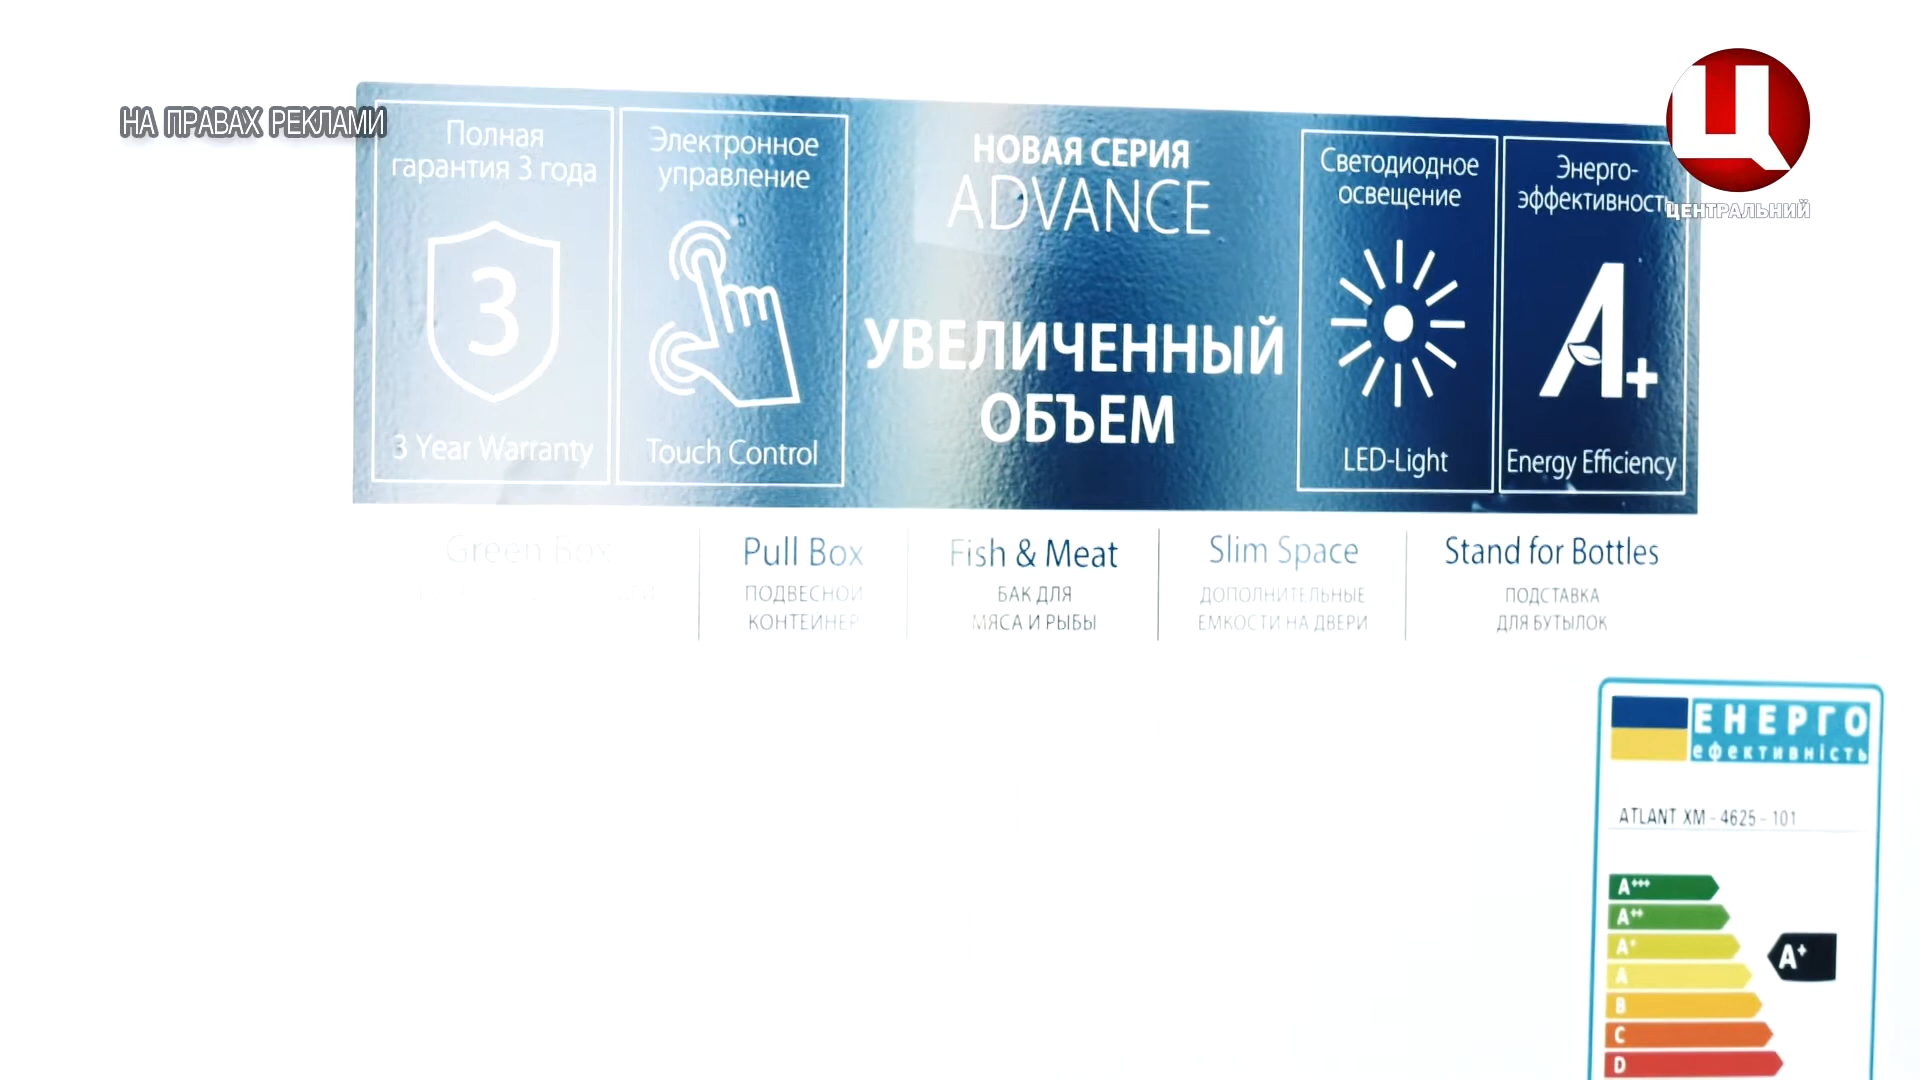 НА ПРАВАХ РЕКЛАМИ
Полная
гарантия 3 года
3
3 Year Warranty
Электронное
управление
Touch Control
НОВАЯ СЕРИЯ
ADVANCE
УВЕЛИЧЕННЫЙ
ОБЪЕМ
Светодиодное
освещение
LED-Light
Энерго-
эффективность
A+
Energy Efficiency
Ц
ЦЕНТРАЛЬНИЙ
Green Box
Pull Box
ПОДВЕСНОЙ
КОНТЕЙНЕР
Fish & Meat
БАК ДЛЯ
МЯСА И РЫБЫ
Slim Space
ДОПОЛНИТЕЛЬНЫЕ
ЕМКОСТИ НА ДВЕРИ
Stand for Bottles
ПОДСТАВКА
ДЛЯ БУТЫЛОК
ЕНЕРГО
ефективність
ATLANT XM - 4625 - 101
A+++
A++
A+
A
B
C
D
A+